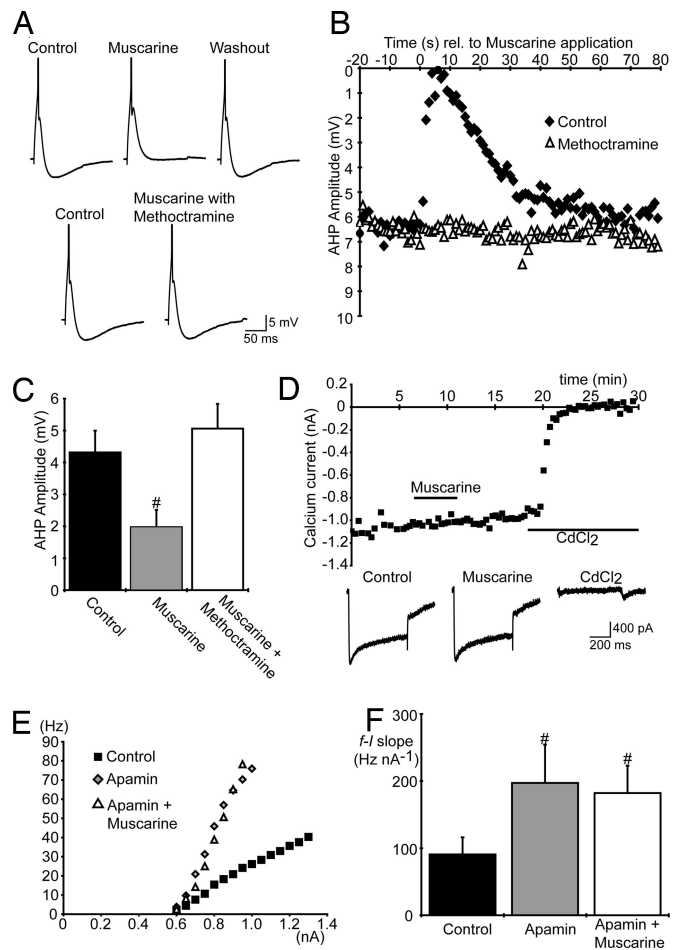 A
Control
Muscarine
Washout
Control
Muscarine with
Methoctramine
5 mV
50 ms
B
Time (s) rel. to Muscarine application
-20 -10 0 10 20 30 40 50 60 70 80
AHP Amplitude (mV)
0
1
2
3
4
5
6
7
8
9
10
Control
Methoctramine
C
AHP Amplitude (mV)
6
5
4
3
2
1
0
#
Control
Muscarine
Muscarine +
Methoctramine
D
time (min)
Calcium current (nA)
0.2
0
-0.2
-0.4
-0.6
-0.8
-1.0
-1.2
-1.4
5 10 15 20 25 30
Muscarine
CdCl2
Control
Muscarine
CdCl2
400 pA
200 ms
E
(Hz)
90
80
70
60
50
40
30
20
10
0
Control
Apamin
Apamin +
Muscarine
0 0.2 0.4 0.6 0.8 1.0 1.2 1.4
(nA)
F
f-I slope
(Hz nA-1)
300
200
100
0
#
#
Control
Apamin
Apamin +
Muscarine